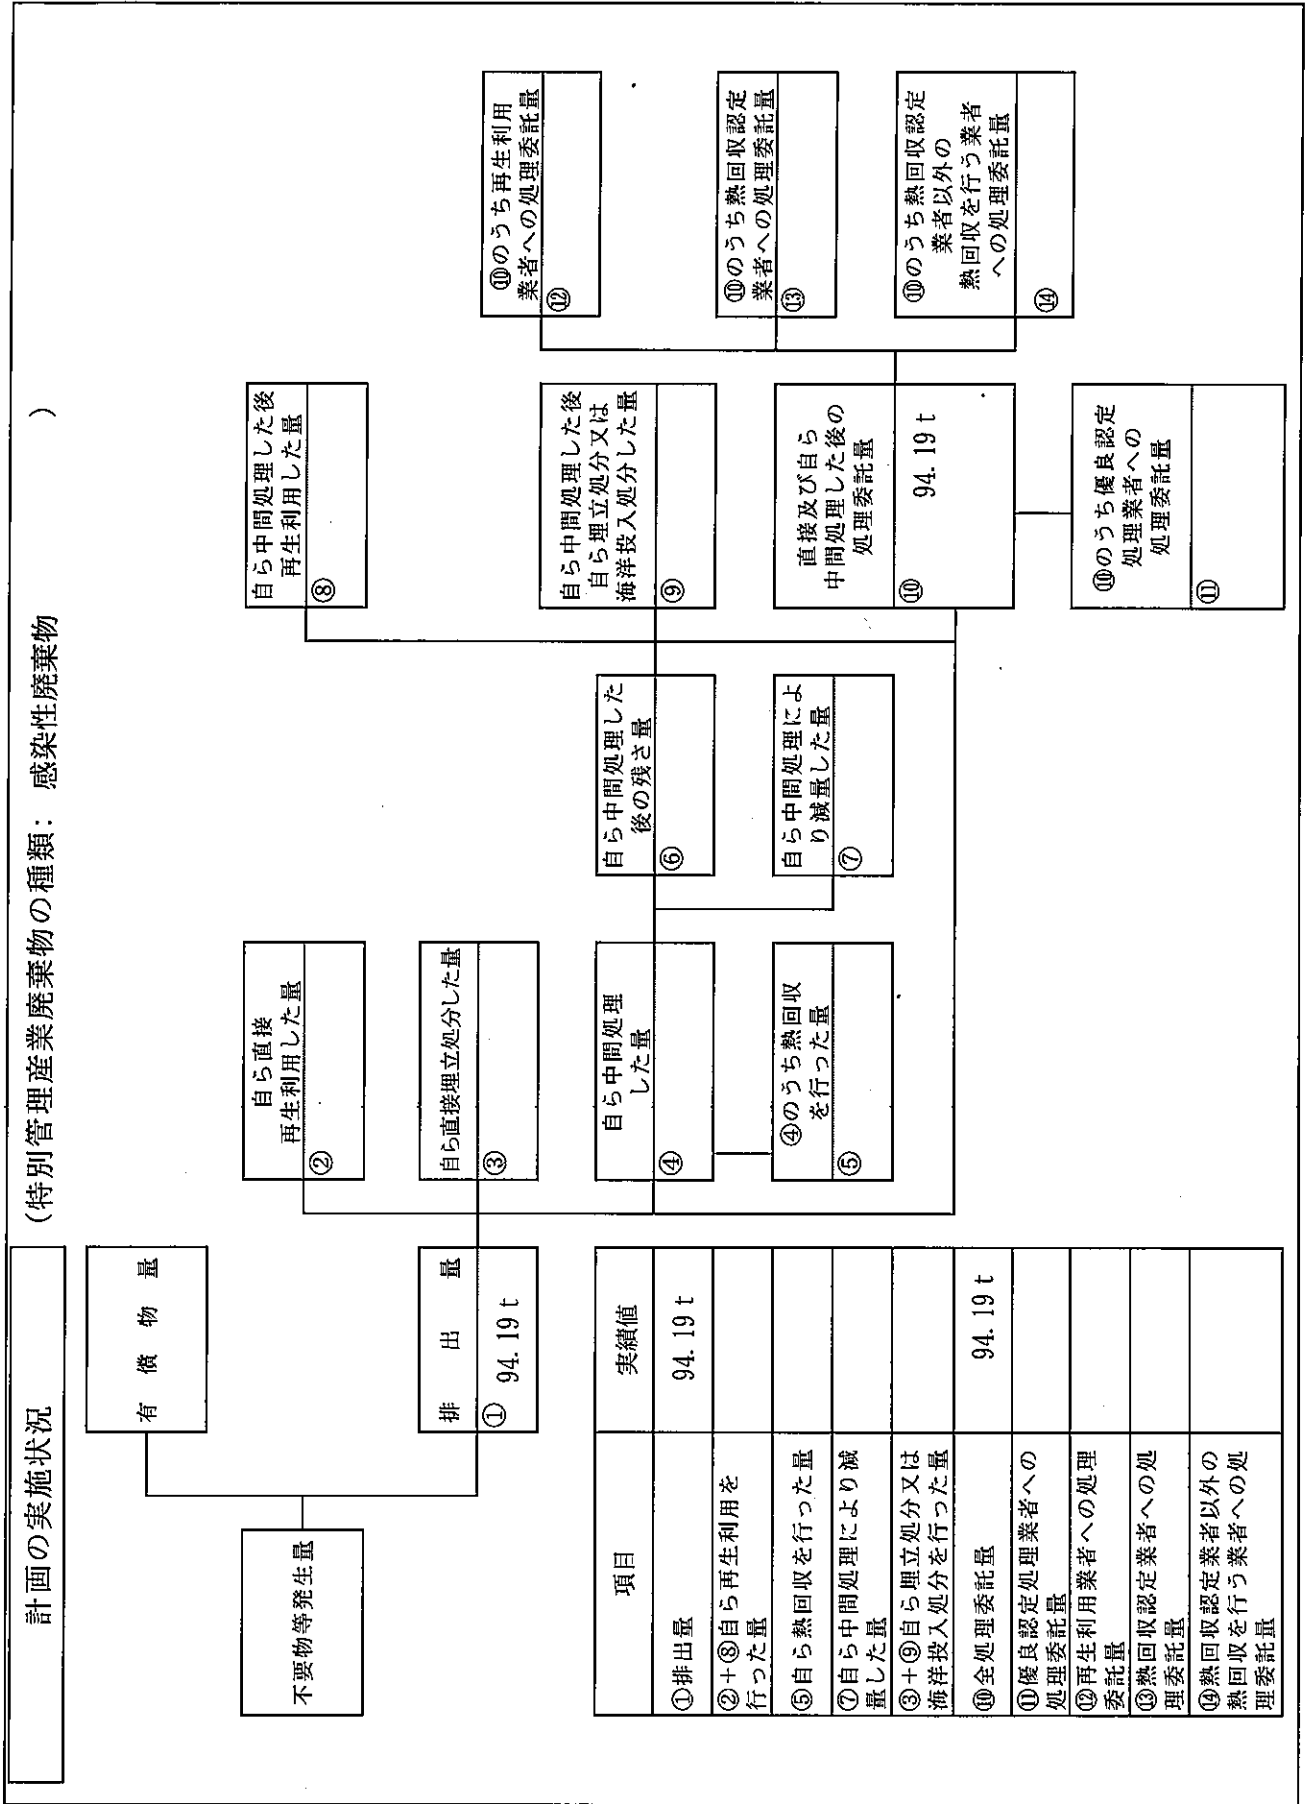 計画の実施状況
(特別管理産業廃棄物の種類： 感染性廃棄物 )
有償物量
不要物等発生量
排出量
① 94.19 t
自ら直接
再生利用した量
②
自ら直接埋立処分した量
③
自ら中間処理
した量
④
④のうち熱回収
を行った量
⑤
自ら中間処理した
後の残さ量
⑥
自ら中間処理によ
り減量した量
⑦
自ら中間処理した後
再生利用した量
⑧
自ら中間処理した後
自ら埋立処分又は
海洋投入処分した量
⑨
直接及び自ら
中間処理した後の
処理委託量
⑩ 94.19 t
⑩のうち優良認定
処理業者への
処理委託量
⑪
⑩のうち再生利用
業者への処理委託量
⑫
⑩のうち熱回収認定
業者への処理委託量
⑬
⑩のうち熱回収認定
業者以外の
熱回収を行う業者
への処理委託量
⑭
項目 実績値
①排出量 94.19 t
②+⑧自ら再生利用を
行った量
⑤自ら熱回収を行った量
⑦自ら中間処理により減
量した量
③+⑨自ら埋立処分又は
海洋投入処分を行った量
⑩全処理委託量 94.19 t
⑪優良認定処理業者への
処理委託量
⑫再生利用業者への処理
委託量
⑬熱回収認定業者への処
理委託量
⑭熱回収認定業者以外の
熱回収を行う業者への処
理委託量